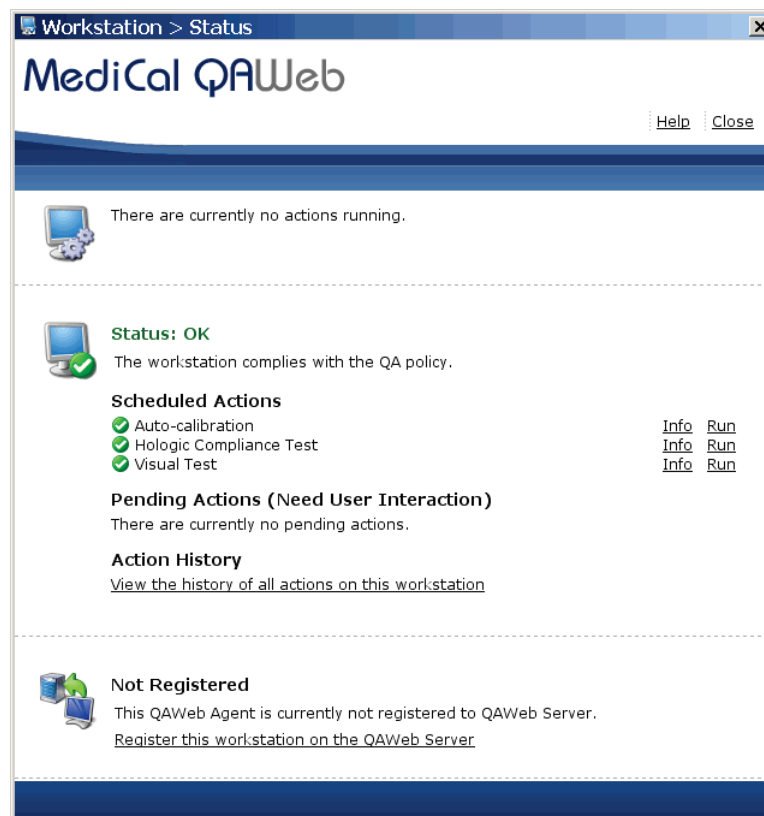 Workstation > Status
MediCal QAWeb
Help Close
There are currently no actions running.
Status: OK
The workstation complies with the QA policy.
Scheduled Actions
Auto-calibration Info Run
Hologic Compliance Test Info Run
Visual Test Info Run
Pending Actions (Need User Interaction)
There are currently no pending actions.
Action History
View the history of all actions on this workstation
Not Registered
This QAWeb Agent is currently not registered to QAWeb Server.
Register this workstation on the QAWeb Server